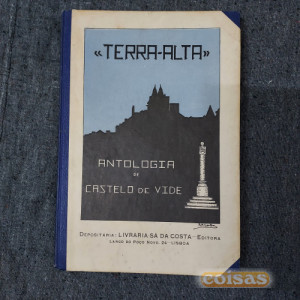 «TERRA-ALTA»
ANTOLOGIA
DE
CASTELO DE VIDE
DEPOSITARIA: LIVRARIA SÁ DA COSTA - EDITORA
LARGO DO POÇO NOVO, 24 - LISBOA
coisas